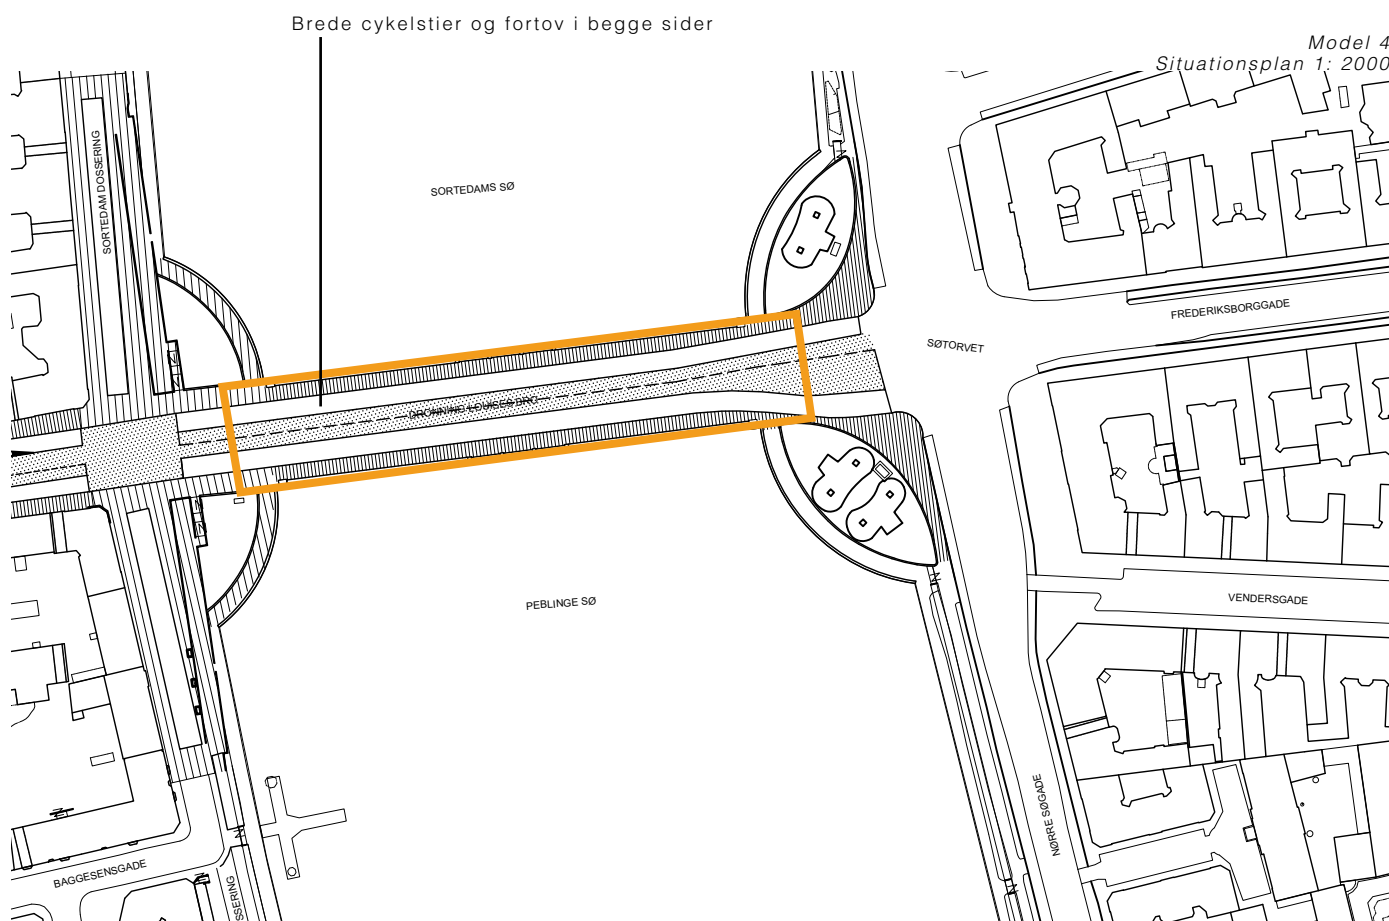 Brede cykelstier og fortov i begge sider
Model 4
Situationsplan 1: 2000
SORTEDAM DOSSERING
SORTEDAMS SØ
FREDERIKSBORGGADE
SØTORVET
DRONNING LOUISES BRO
PEBLINGE SØ
VENDERSGADE
NØRRE SØGADE
BAGGESENSGADE
SSERING